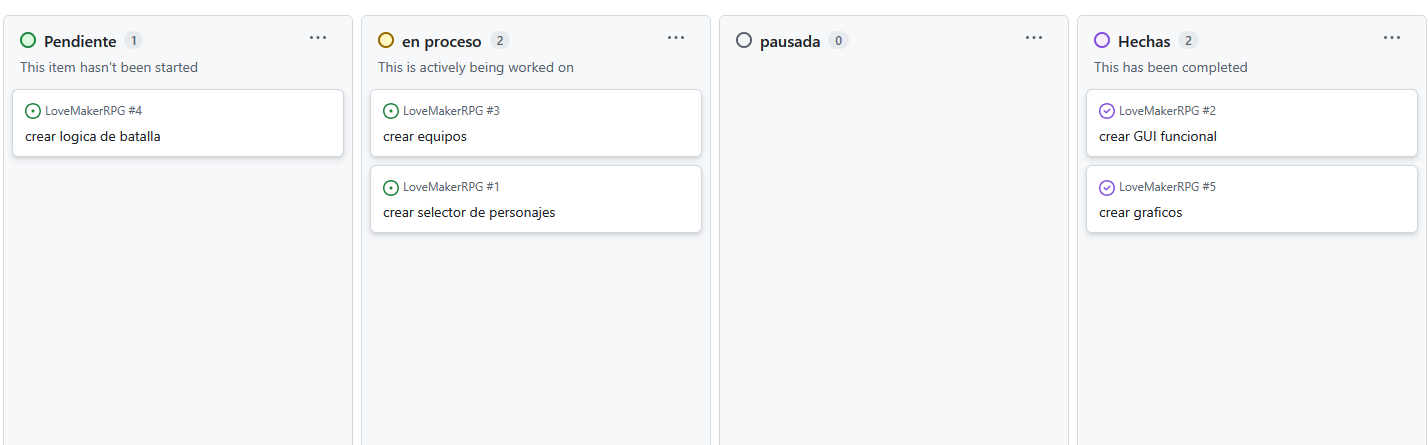 Pendiente 1
This item hasn't been started
LoveMakerRPG #4
crear logica de batalla
en proceso 2
This is actively being worked on
LoveMakerRPG #3
crear equipos
LoveMakerRPG #1
crear selector de personajes
pausada 0
Hechas 2
This has been completed
LoveMakerRPG #2
crear GUI funcional
LoveMakerRPG #5
crear graficos